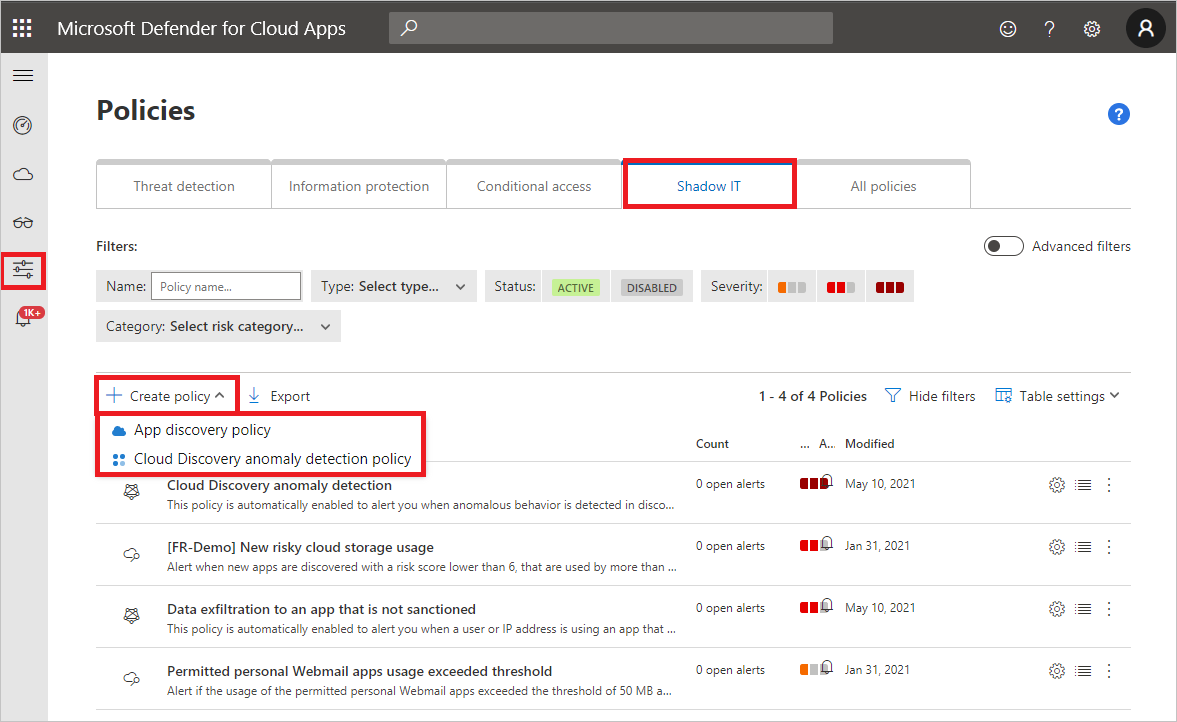 Microsoft Defender for Cloud Apps
?
Policies
?
Threat detection
Information protection
Conditional access
Shadow IT
All policies
Filters:
Advanced filters
Name: Policy name...
Type: Select type...
Status: ACTIVE DISABLED
Severity:
Category: Select risk category...
1K+
Create policy
Export
1 - 4 of 4 Policies
Hide filters
Table settings
App discovery policy
Cloud Discovery anomaly detection policy
Count ... A... Modified
Cloud Discovery anomaly detection
0 open alerts
May 10, 2021
This policy is automatically enabled to alert you when anomalous behavior is detected in disco...
[FR-Demo] New risky cloud storage usage
0 open alerts
Jan 31, 2021
Alert when new apps are discovered with a risk score lower than 6, that are used by more than ...
Data exfiltration to an app that is not sanctioned
0 open alerts
May 10, 2021
This policy is automatically enabled to alert you when a user or IP address is using an app that ...
Permitted personal Webmail apps usage exceeded threshold
0 open alerts
Jan 31, 2021
Alert if the usage of the permitted personal Webmail apps exceeded the threshold of 50 MB a...